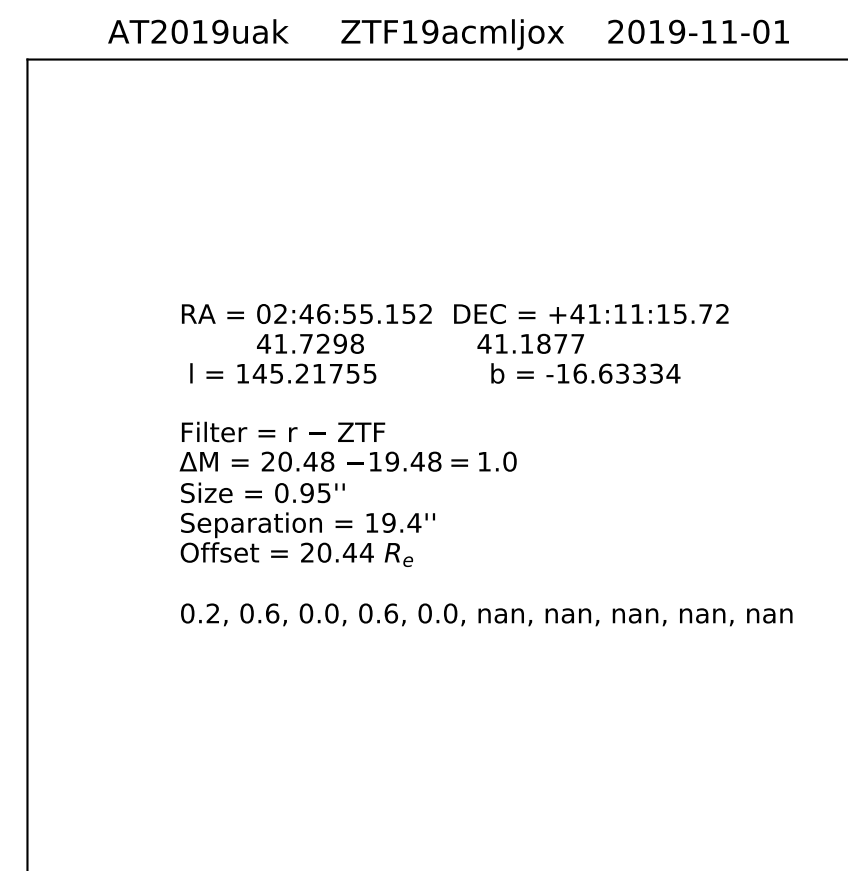 AT2019uak ZTF19acmljox 2019-11-01
RA = 02:46:55.152 DEC = +41:11:15.72
41.7298 41.1877
l = 145.21755 b = -16.63334
Filter = r − ZTF
ΔM = 20.48 −19.48 = 1.0
Size = 0.95''
Separation = 19.4''
Offset = 20.44 Re
0.2, 0.6, 0.0, 0.6, 0.0, nan, nan, nan, nan, nan